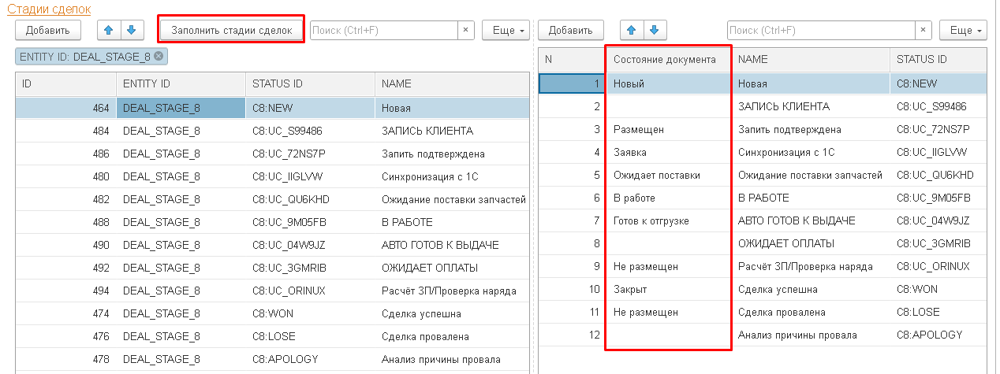 Стадии сделок
Добавить Заполнить стадии сделок Поиск (Ctrl+F) × Еще
ENTITY ID: DEAL_STAGE_8
ID ENTITY ID STATUS ID NAME
464 DEAL_STAGE_8 C8:NEW Новая
484 DEAL_STAGE_8 C8:UC_S99486 ЗАПИСЬ КЛИЕНТА
486 DEAL_STAGE_8 C8:UC_72NS7P Запить подтверждена
480 DEAL_STAGE_8 C8:UC_IIGLVW Синхронизация с 1С
482 DEAL_STAGE_8 C8:UC_QU6KHD Ожидание поставки запчастей
488 DEAL_STAGE_8 C8:UC_9M05FB В РАБОТЕ
490 DEAL_STAGE_8 C8:UC_04W9JZ АВТО ГОТОВ К ВЫДАЧЕ
492 DEAL_STAGE_8 C8:UC_3GMRIB ОЖИДАЕТ ОПЛАТЫ
494 DEAL_STAGE_8 C8:UC_ORINUX Расчёт ЗП/Проверка наряда
474 DEAL_STAGE_8 C8:WON Сделка успешна
476 DEAL_STAGE_8 C8:LOSE Сделка провалена
478 DEAL_STAGE_8 C8:APOLOGY Анализ причины провала
Добавить Поиск (Ctrl+F) × Еще
N Состояние документа NAME STATUS ID
1 Новый Новая C8:NEW
2 ЗАПИСЬ КЛИЕНТА C8:UC_S99486
3 Размещен Запить подтверждена C8:UC_72NS7P
4 Заявка Синхронизация с 1С C8:UC_IIGLVW
5 Ожидает поставки Ожидание поставки запчастей C8:UC_QU6KHD
6 В работе В РАБОТЕ C8:UC_9M05FB
7 Готов к отгрузке АВТО ГОТОВ К ВЫДАЧЕ C8:UC_04W9JZ
8 ОЖИДАЕТ ОПЛАТЫ C8:UC_3GMRIB
9 Не размещен Расчёт ЗП/Проверка наряда C8:UC_ORINUX
10 Закрыт Сделка успешна C8:WON
11 Не размещен Сделка провалена C8:LOSE
12 Анализ причины провала C8:APOLOGY